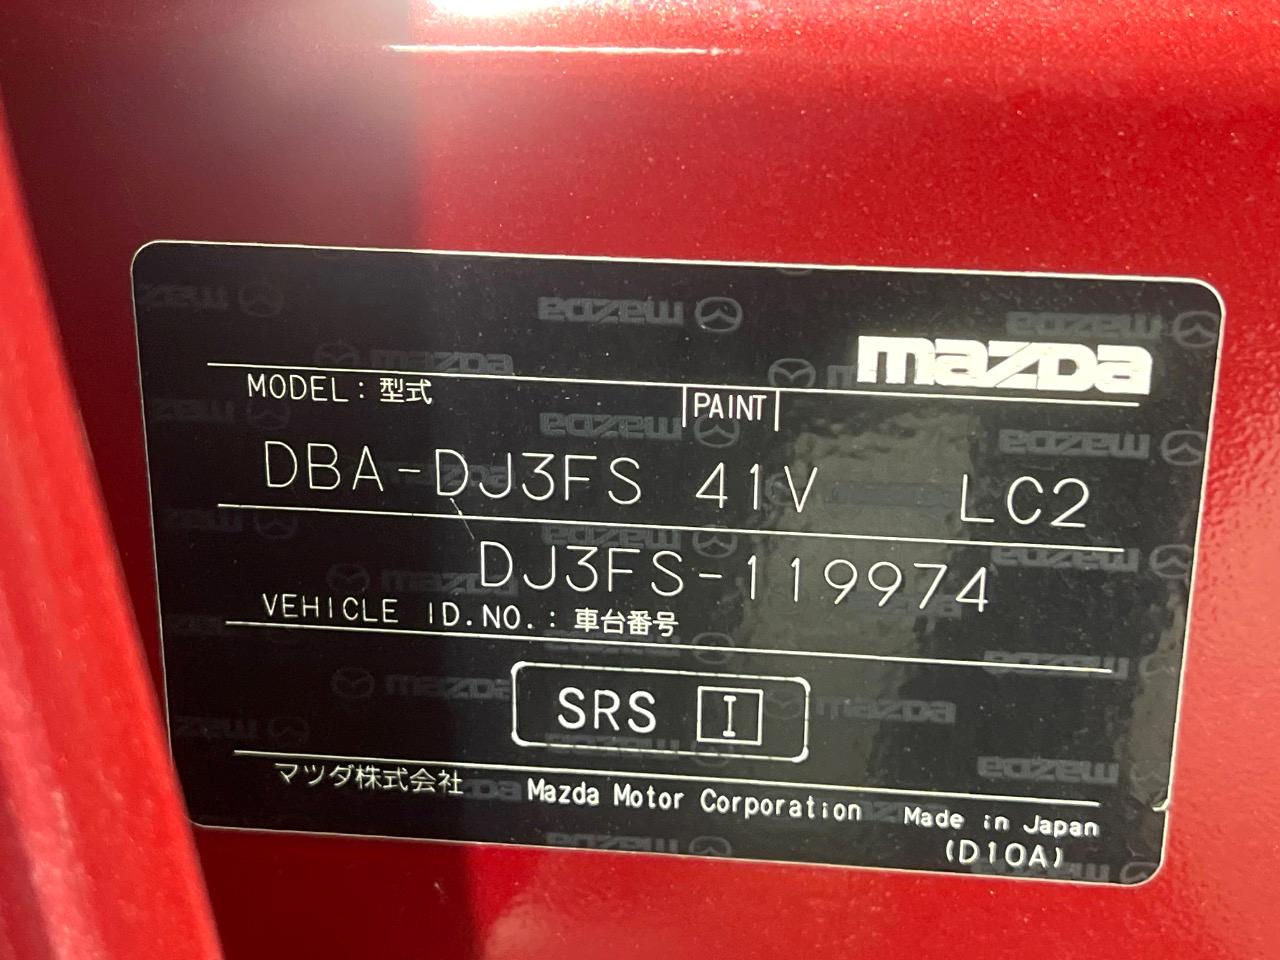 mazda
MODEL : 型式 PAINT
DBA-DJ3FS 41V LC2
DJ3FS-119974
VEHICLE ID.NO. : 車台番号
SRS I
マツダ株式会社 Mazda Motor Corporation Made in Japan
(D10A)